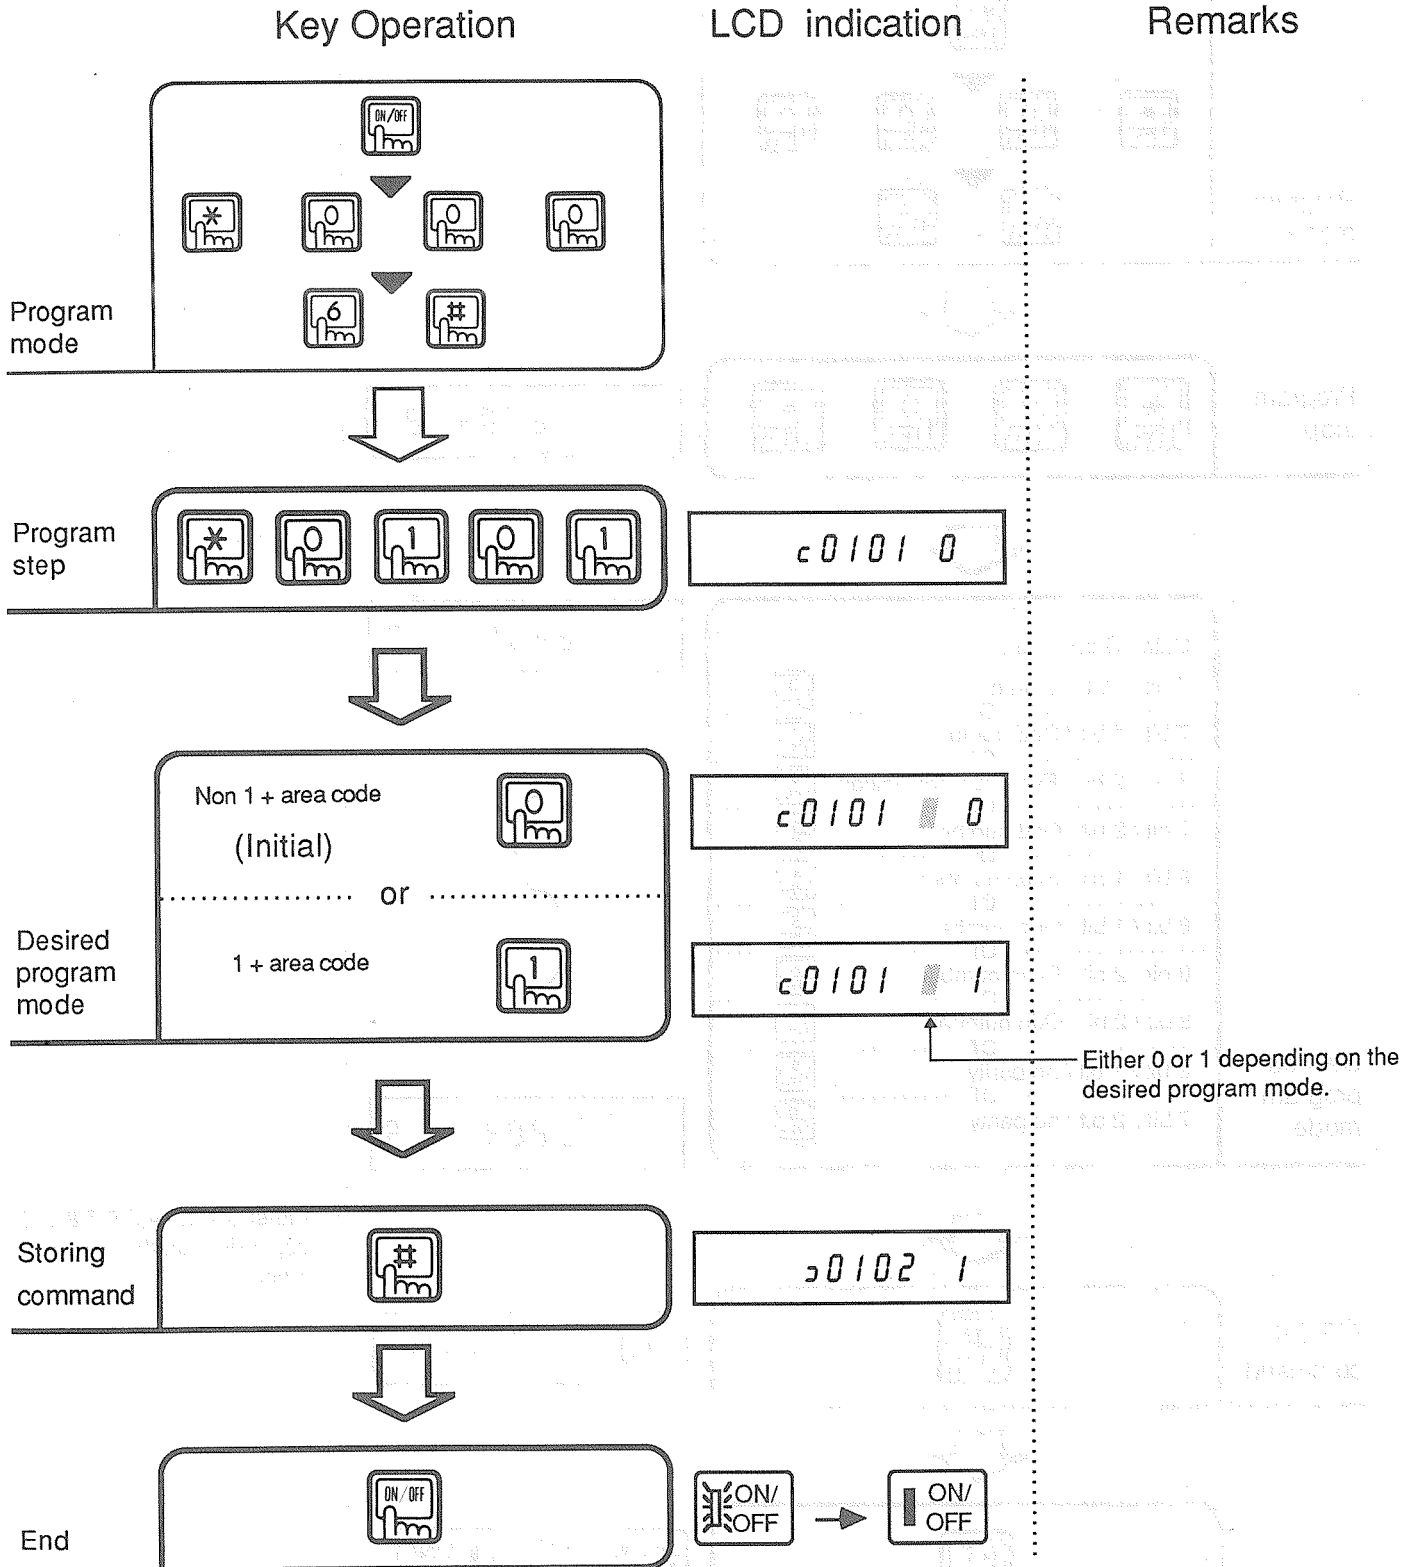 Key Operation
LCD indication
Remarks
ON/OFF
* 0 0 0
6 #
Program
mode
Program
step
* 0 1 0 1
c0101 0
Non 1 + area code
(Initial)
0
c0101 0
or
Desired
program
mode
1 + area code
1
c0101 1
Either 0 or 1 depending on the
desired program mode.
Storing
command
#
ɔ0102 1
End
ON/OFF
ON/
OFF
ON/
OFF